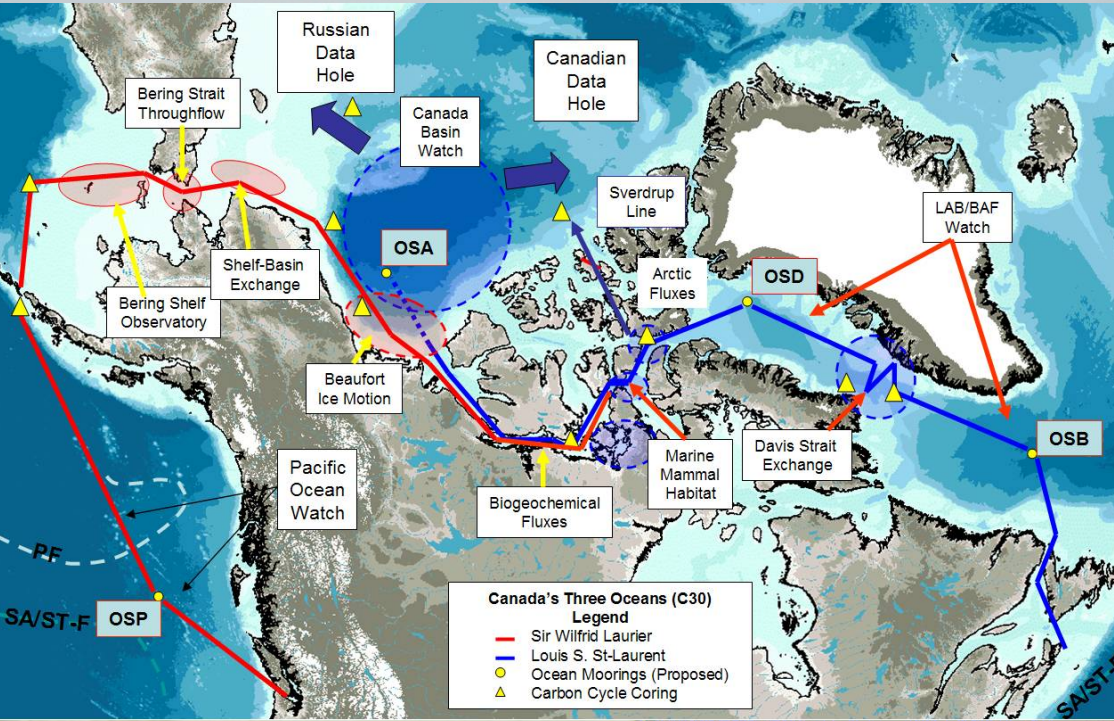 Russian
Data
Hole
Canadian
Data
Hole
Bering Strait
Throughflow
Canada
Basin
Watch
Sverdrup
Line
LAB/BAF
Watch
OSA
Shelf-Basin
Exchange
Arctic
Fluxes
OSD
Bering Shelf
Observatory
Beaufort
Ice Motion
Pacific
Ocean
Watch
Biogeochemical
Fluxes
Marine
Mammal
Habitat
Davis Strait
Exchange
OSB
PF
SA/ST-F
OSP
Canada's Three Oceans (C30)
Legend
Sir Wilfrid Laurier
Louis S. St-Laurent
Ocean Moorings (Proposed)
Carbon Cycle Coring
SA/ST-